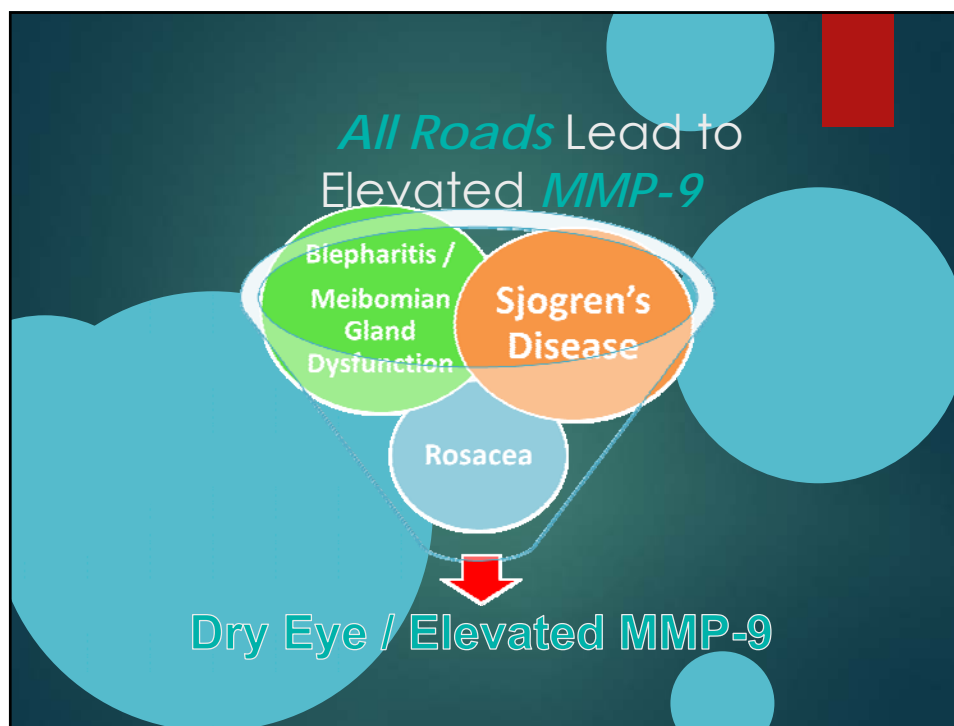 All Roads Lead to
Elevated MMP-9
Blepharitis /
Meibomian
Gland
Dysfunction
Sjogren's
Disease
Rosacea
Dry Eye / Elevated MMP-9